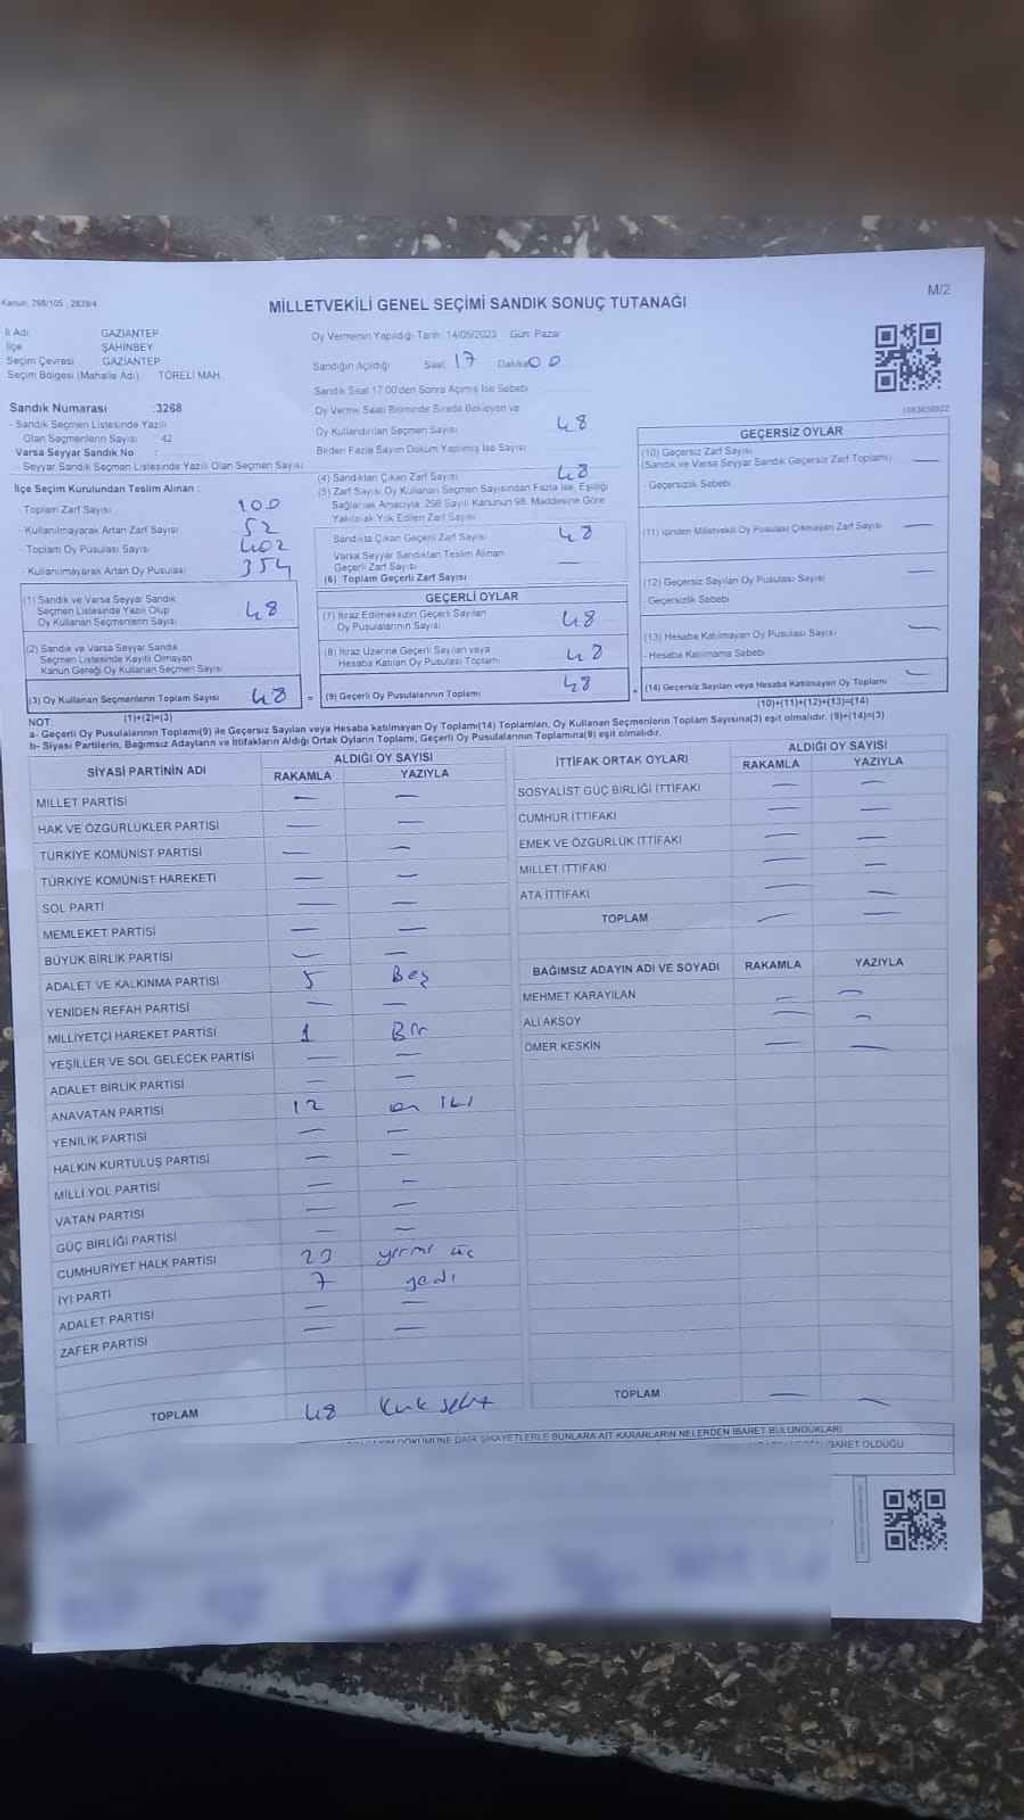 Kanun: 298/105 ; 2839/4
M/2
MİLLETVEKİLİ GENEL SEÇİMİ SANDIK SONUÇ TUTANAĞI
İl Adı GAZİANTEP
İlçe ŞAHİNBEY
Seçim Çevresi GAZİANTEP
Seçim Bölgesi (Mahalle Adı) TÖRELİ MAH.
Sandık Numarası :3268
- Sandık Seçmen Listesinde Yazılı
Olan Seçmenlerin Sayısı : 42
Varsa Seyyar Sandık No :
- Seyyar Sandık Seçmen Listesinde Yazılı Olan Seçmen Sayısı
İlçe Seçim Kurulundan Teslim Alınan :
Toplam Zarf Sayısı 100
- Kullanılmayarak Artan Zarf Sayısı 52
- Toplam Oy Pusulası Sayısı 402
- Kullanılmayarak Artan Oy Pusulası 354
(1) Sandık ve Varsa Seyyar Sandık
Seçmen Listesinde Yazılı Olup
Oy Kullanan Seçmenlerin Sayısı 48
(2) Sandık ve Varsa Seyyar Sandık
Seçmen Listesinde Kayıtlı Olmayan
Kanun Gereği Oy Kullanan Seçmen Sayısı
(3) Oy Kullanan Seçmenlerin Toplam Sayısı 48 =
(1)+(2)=(3)
Oy Vermenin Yapıldığı Tarih: 14/05/2023 Gün: Pazar
Sandığın Açıldığı Saat 17 Dakika 00
Sandık Saat 17:00'den Sonra Açılmış İse Sebebi
Oy Verme Saati Bitiminde Sırada Bekleyen ve
Oy Kullandırılan Seçmen Sayısı 48
Birden Fazla Sayım Döküm Yapılmış İse Sayısı
(4) Sandıktan Çıkan Zarf Sayısı 48
(5) Zarf Sayısı Oy Kullanan Seçmen Sayısından Fazla İse, Eşitliği
Sağlamak Amacıyla, 298 Sayılı Kanunun 98. Maddesine Göre
Yakılarak Yok Edilen Zarf Sayısı
Sandıkta Çıkan Geçerli Zarf Sayısı 48
Varsa Seyyar Sandıktan Teslim Alınan
Geçerli Zarf Sayısı —
(6) Toplam Geçerli Zarf Sayısı
GEÇERLİ OYLAR
(7) İtiraz Edilmeksizin Geçerli Sayılan
Oy Pusulalarının Sayısı 48
(8) İtiraz Üzerine Geçerli Sayılan veya
Hesaba Katılan Oy Pusulası Toplamı 48
(9) Geçerli Oy Pusulalarının Toplamı 48 +
GEÇERSİZ OYLAR
(10) Geçersiz Zarf Sayısı
(Sandık ve Varsa Seyyar Sandık Geçersiz Zarf Toplamı) —
- Geçersizlik Sebebi
(11) İçinden Milletvekili Oy Pusulası Çıkmayan Zarf Sayısı —
(12) Geçersiz Sayılan Oy Pusulası Sayısı —
Geçersizlik Sebebi
(13) Hesaba Katılmayan Oy Pusulası Sayısı —
- Hesaba Katılmama Sebebi
(14) Geçersiz Sayılan veya Hesaba Katılmayan Oy Toplamı —
(10)+(11)+(12)+(13)=(14)
NOT:
a- Geçerli Oy Pusulalarının Toplamı(9) ile Geçersiz Sayılan veya Hesaba katılmayan Oy Toplamı(14) Toplamları, Oy Kullanan Seçmenlerin Toplam Sayısına(3) eşit olmalıdır. (9)+(14)=(3)
b- Siyasi Partilerin, Bağımsız Adayların ve İttifakların Aldığı Ortak Oyların Toplamı, Geçerli Oy Pusulalarının Toplamına(9) eşit olmalıdır.
SİYASİ PARTİNİN ADI ALDIĞI OY SAYISI
RAKAMLA YAZIYLA
MİLLET PARTİSİ — —
HAK VE ÖZGÜRLÜKLER PARTİSİ — —
TÜRKİYE KOMÜNİST PARTİSİ — —
TÜRKİYE KOMÜNİST HAREKETİ — —
SOL PARTİ — —
MEMLEKET PARTİSİ — —
BÜYÜK BİRLİK PARTİSİ — —
ADALET VE KALKINMA PARTİSİ 5 Beş
YENİDEN REFAH PARTİSİ — —
MİLLİYETÇİ HAREKET PARTİSİ 1 Bir
YEŞİLLER VE SOL GELECEK PARTİSİ — —
ADALET BİRLİK PARTİSİ — —
ANAVATAN PARTİSİ 12 on iki
YENİLİK PARTİSİ — —
HALKIN KURTULUŞ PARTİSİ — —
MİLLİ YOL PARTİSİ — —
VATAN PARTİSİ — —
GÜÇ BİRLİĞİ PARTİSİ — —
CUMHURİYET HALK PARTİSİ 23 yirmi üç
İYİ PARTİ 7 yedi
ADALET PARTİSİ — —
ZAFER PARTİSİ — —
TOPLAM 48 Kırk sekiz
İTTİFAK ORTAK OYLARI ALDIĞI OY SAYISI
RAKAMLA YAZIYLA
SOSYALİST GÜÇ BİRLİĞİ İTTİFAKI — —
CUMHUR İTTİFAKI — —
EMEK VE ÖZGÜRLÜK İTTİFAKI — —
MİLLET İTTİFAKI — —
ATA İTTİFAKI — —
TOPLAM — —
BAĞIMSIZ ADAYIN ADI VE SOYADI RAKAMLA YAZIYLA
MEHMET KARAYILAN — —
ALİ AKSOY — —
ÖMER KESKİN — —
TOPLAM — —
DÖKÜMÜNE DAİR ŞİKAYETLERLE BUNLARA AİT KARARLARIN NELERDEN İBARET BULUNDUKLARI
İBARET OLDUĞU